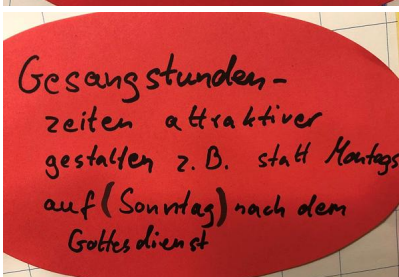 Gesangstunden-
zeiten attraktiver
gestalten z.B. statt Montags
auf (Sonntag) nach dem
Gottesdienst